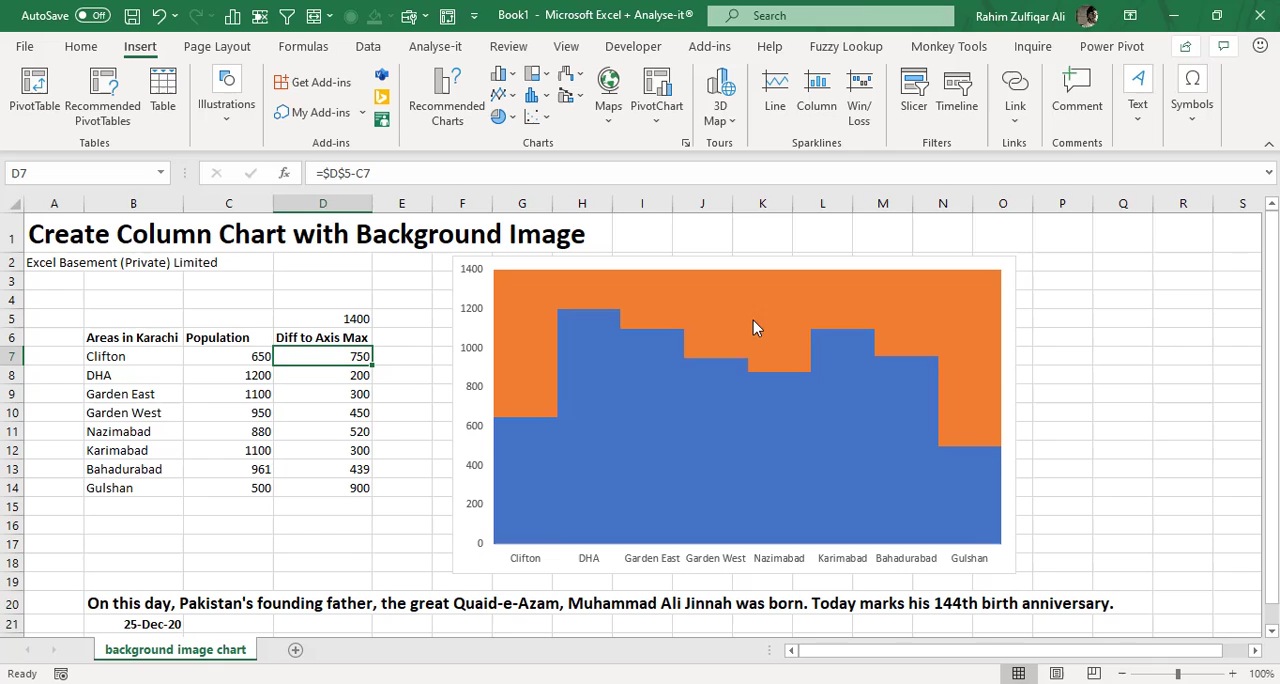 AutoSave Off Book1 - Microsoft Excel + Analyse-it® Search Rahim Zulfiqar Ali
File Home Insert Page Layout Formulas Data Analyse-it Review View Developer Add-ins Help Fuzzy Lookup Monkey Tools Inquire Power Pivot
PivotTable Recommended PivotTables Table Illustrations Get Add-ins My Add-ins Recommended Charts Maps PivotChart 3D Map Line Column Win/Loss Slicer Timeline Link Comment Text Symbols
Tables Add-ins Charts Tours Sparklines Filters Links Comments
D7 fx =$D$5-C7
A B C D E F G H I J K L M N O P Q R S
1 Create Column Chart with Background Image
2 Excel Basement (Private) Limited
3
4
5 1400
6 Areas in Karachi Population Diff to Axis Max
7 Clifton 650 750
8 DHA 1200 200
9 Garden East 1100 300
10 Garden West 950 450
11 Nazimabad 880 520
12 Karimabad 1100 300
13 Bahadurabad 961 439
14 Gulshan 500 900
15
16
17
18
19
1400
1200
1000
800
600
400
200
0
Clifton DHA Garden East Garden West Nazimabad Karimabad Bahadurabad Gulshan
20 On this day, Pakistan's founding father, the great Quaid-e-Azam, Muhammad Ali Jinnah was born. Today marks his 144th birth anniversary.
21 25-Dec-20
background image chart
Ready 100%